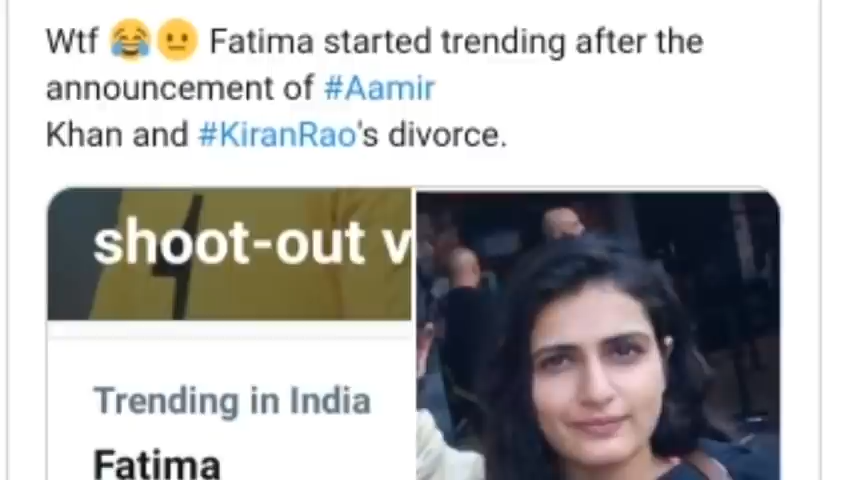 Wtf 😂😐 Fatima started trending after the
announcement of #Aamir
Khan and #KiranRao's divorce.
shoot-out v
Trending in India
Fatima